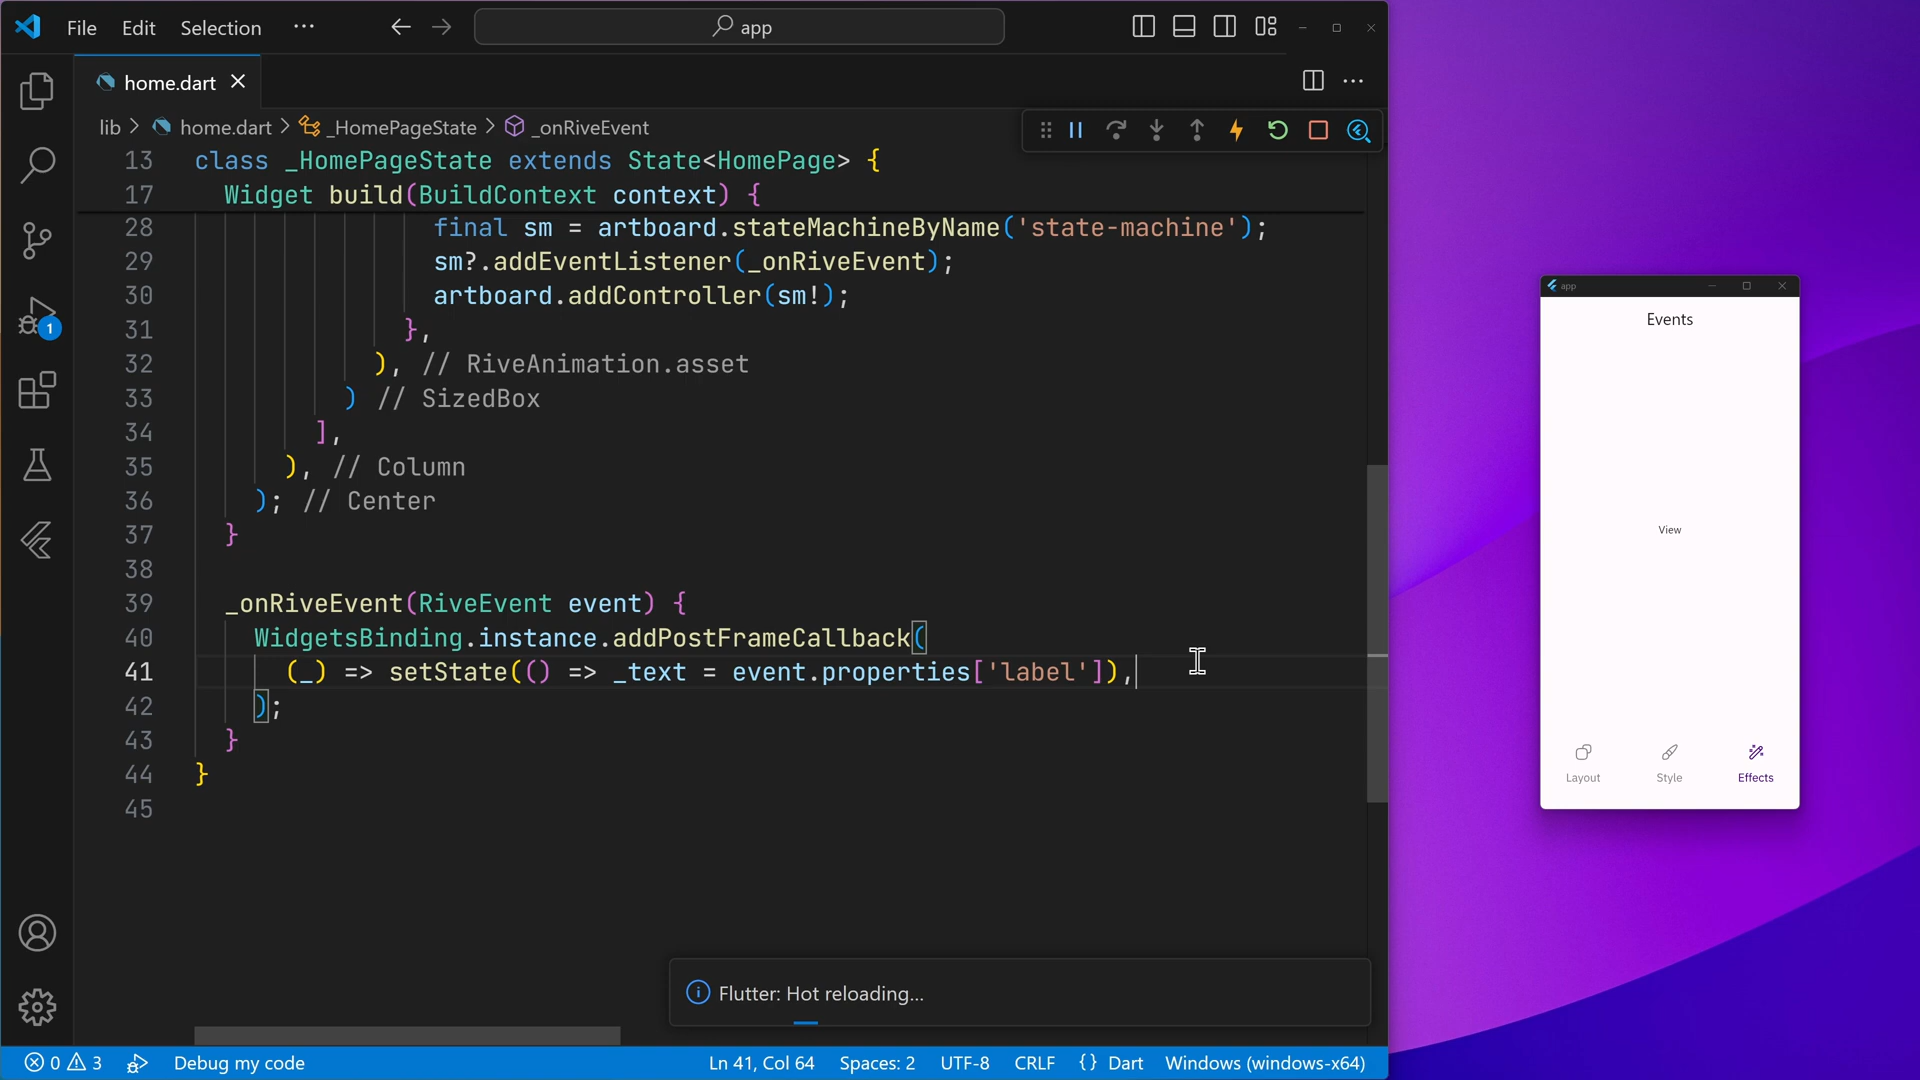 File Edit Selection ··· app
home.dart
lib > home.dart > _HomePageState > _onRiveEvent
13 class _HomePageState extends State<HomePage> {
17 Widget build(BuildContext context) {
28 final sm = artboard.stateMachineByName('state-machine');
29 sm?.addEventListener(_onRiveEvent);
30 artboard.addController(sm!);
31 },
32 ), // RiveAnimation.asset
33 ) // SizedBox
34 ],
35 ), // Column
36 ); // Center
37 }
38
39 _onRiveEvent(RiveEvent event) {
40 WidgetsBinding.instance.addPostFrameCallback(
41 (_) => setState(() => _text = event.properties['label']),
42 );
43 }
44 }
45
1
Flutter: Hot reloading...
0 3 Debug my code Ln 41, Col 64 Spaces: 2 UTF-8 CRLF {} Dart Windows (windows-x64)
app
Events
View
Layout Style Effects